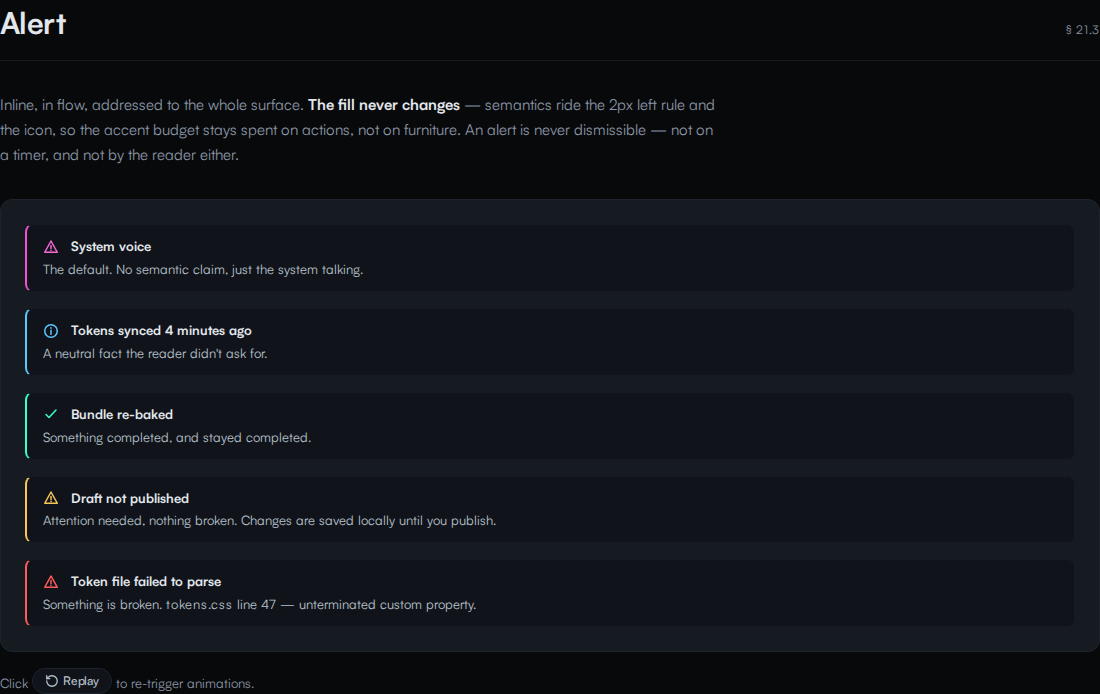 Alert
§ 21.3
Inline, in flow, addressed to the whole surface. The fill never changes — semantics ride the 2px left rule and
the icon, so the accent budget stays spent on actions, not on furniture. An alert is never dismissible — not on
a timer, and not by the reader either.
System voice
The default. No semantic claim, just the system talking.
Tokens synced 4 minutes ago
A neutral fact the reader didn't ask for.
Bundle re-baked
Something completed, and stayed completed.
Draft not published
Attention needed, nothing broken. Changes are saved locally until you publish.
Token file failed to parse
Something is broken. tokens.css line 47 — unterminated custom property.
Click Replay to re-trigger animations.